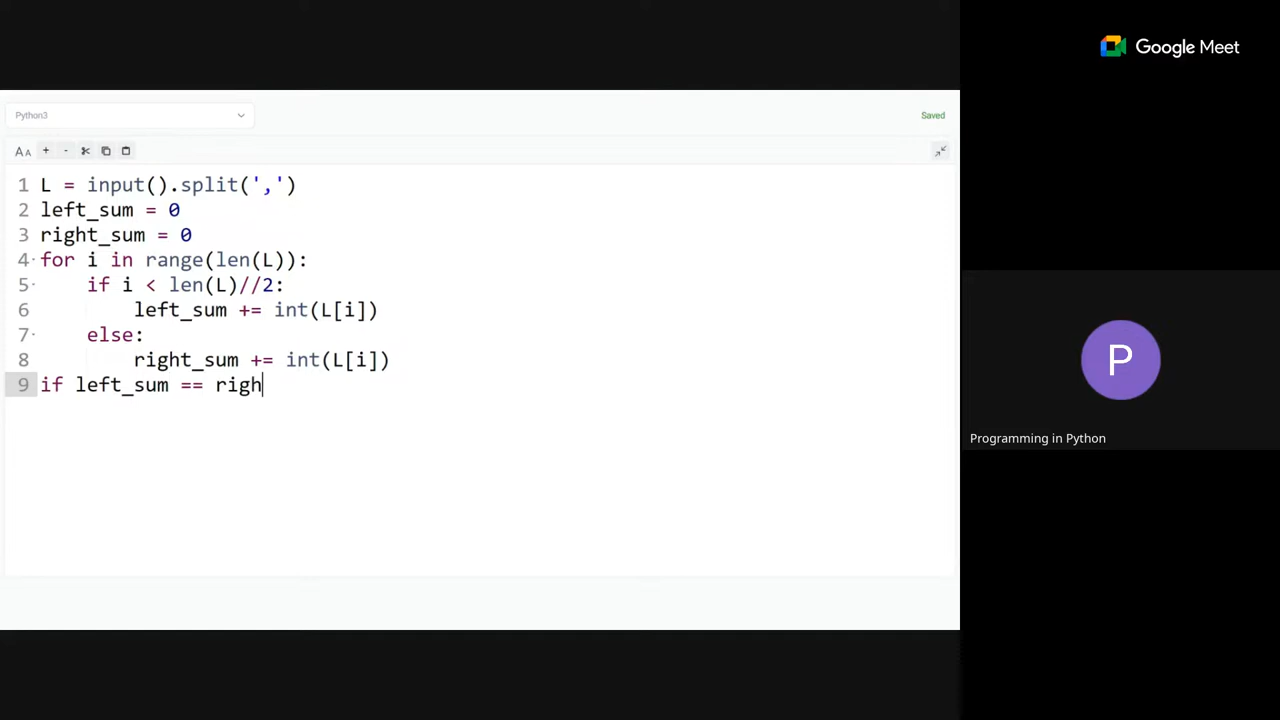 Google Meet
Python3
Saved
AA + -
1 L = input().split(',')
2 left_sum = 0
3 right_sum = 0
4 for i in range(len(L)):
5     if i < len(L)//2:
6         left_sum += int(L[i])
7     else:
8         right_sum += int(L[i])
9 if left_sum == righ
P
Programming in Python